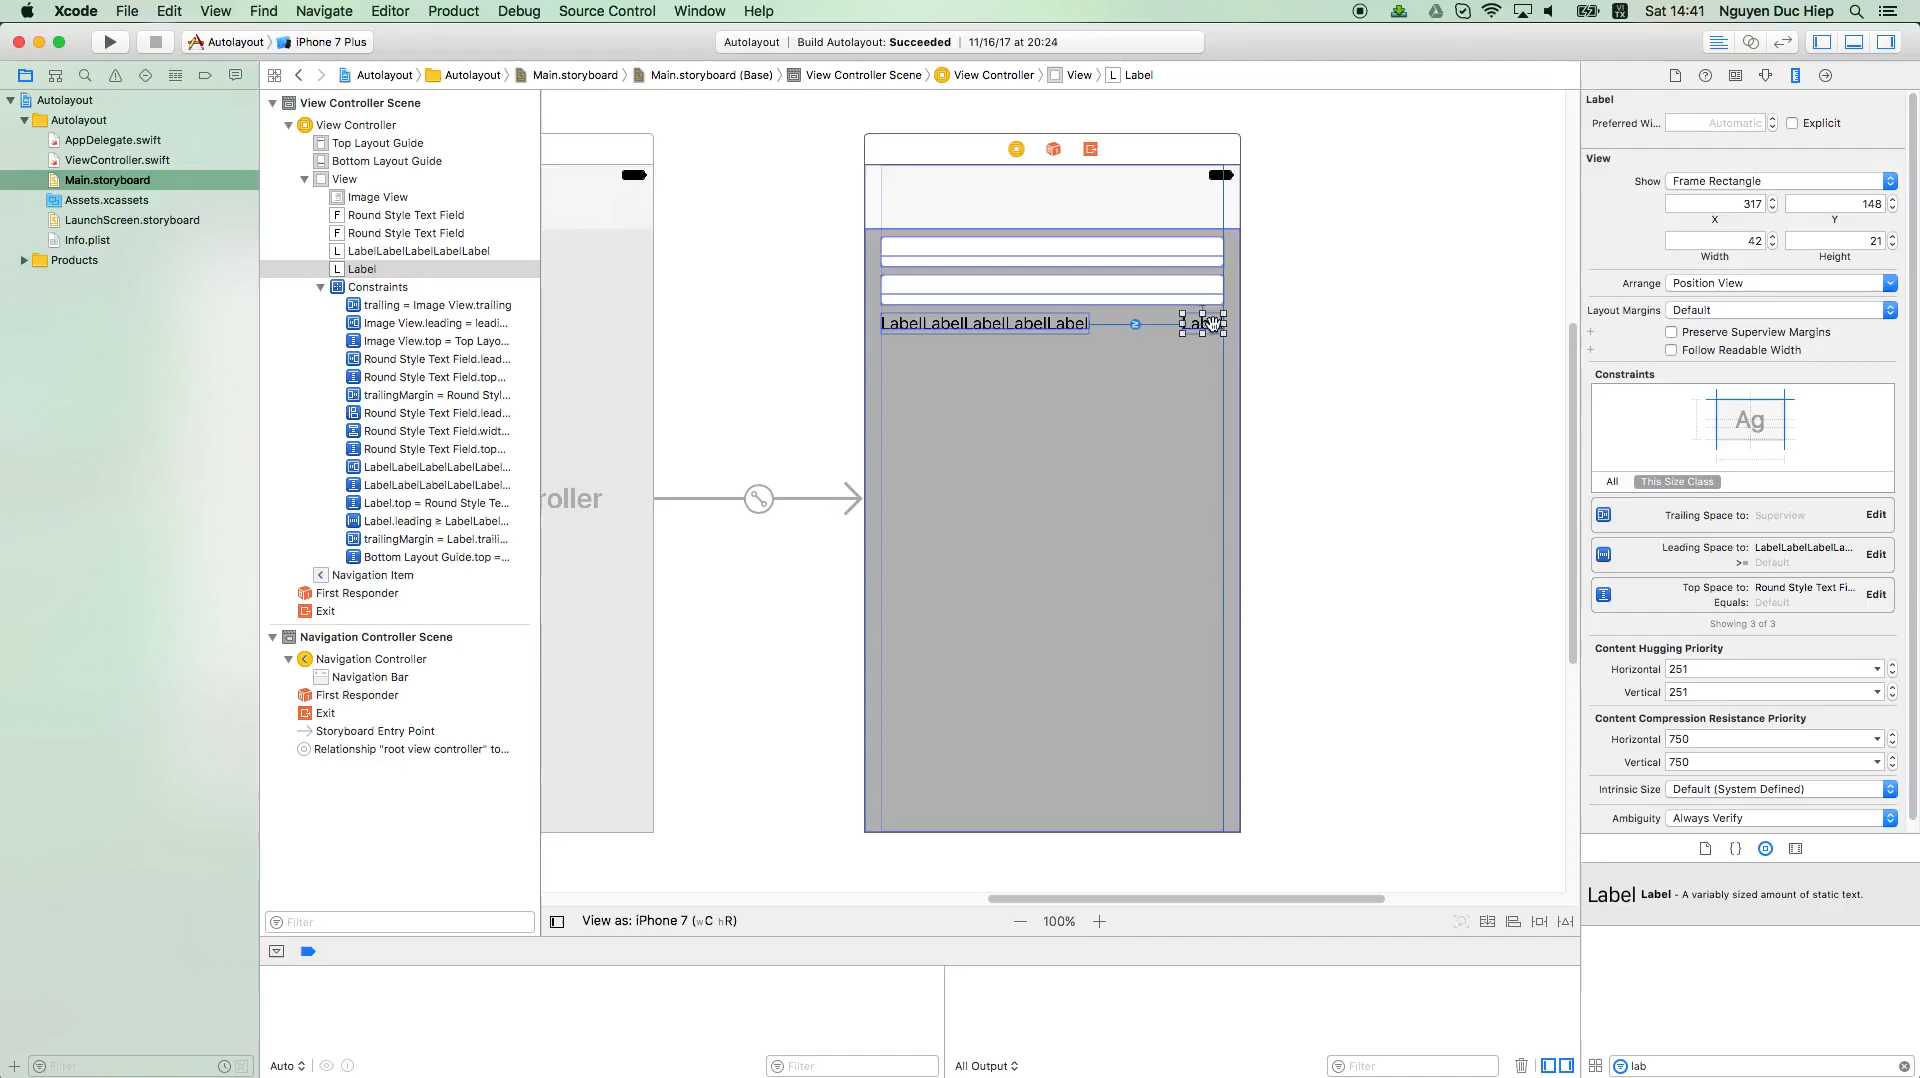 Xcode File Edit View Find Navigate Editor Product Debug Source Control Window Help
Sat 14:41 Nguyen Duc Hiep
Autolayout iPhone 7 Plus
Autolayout | Build Autolayout: Succeeded | 11/16/17 at 20:24
Autolayout
Autolayout
AppDelegate.swift
ViewController.swift
Main.storyboard
Assets.xcassets
LaunchScreen.storyboard
Info.plist
Products
Filter
Autolayout Autolayout Main.storyboard Main.storyboard (Base) View Controller Scene View Controller View L Label
View Controller Scene
View Controller
Top Layout Guide
Bottom Layout Guide
View
Image View
F Round Style Text Field
F Round Style Text Field
L LabelLabelLabelLabelLabel
L Label
Constraints
trailing = Image View.trailing
Image View.leading = leadi...
Image View.top = Top Layo...
Round Style Text Field.lead...
Round Style Text Field.top...
trailingMargin = Round Styl...
Round Style Text Field.lead...
Round Style Text Field.widt...
Round Style Text Field.top...
LabelLabelLabelLabelLabel...
LabelLabelLabelLabelLabel...
Label.top = Round Style Te...
Label.leading ≥ LabelLabel...
trailingMargin = Label.traili...
Bottom Layout Guide.top =...
Navigation Item
First Responder
Exit
Navigation Controller Scene
Navigation Controller
Navigation Bar
First Responder
Exit
Storyboard Entry Point
Relationship "root view controller" to...
Filter
roller
LabelLabelLabelLabelLabel
≥
View as: iPhone 7 (wC hR)
100%
Auto
Filter
All Output
Filter
Label
Preferred Wi... Automatic Explicit
View
Show Frame Rectangle
317 148
X Y
42 21
Width Height
Arrange Position View
Layout Margins Default
Preserve Superview Margins
Follow Readable Width
Constraints
Ag
All This Size Class
Trailing Space to: Superview Edit
Leading Space to: LabelLabelLabelLa... Edit
>= Default
Top Space to: Round Style Text Fi... Edit
Equals: Default
Showing 3 of 3
Content Hugging Priority
Horizontal 251
Vertical 251
Content Compression Resistance Priority
Horizontal 750
Vertical 750
Intrinsic Size Default (System Defined)
Ambiguity Always Verify
Label Label - A variably sized amount of static text.
lab